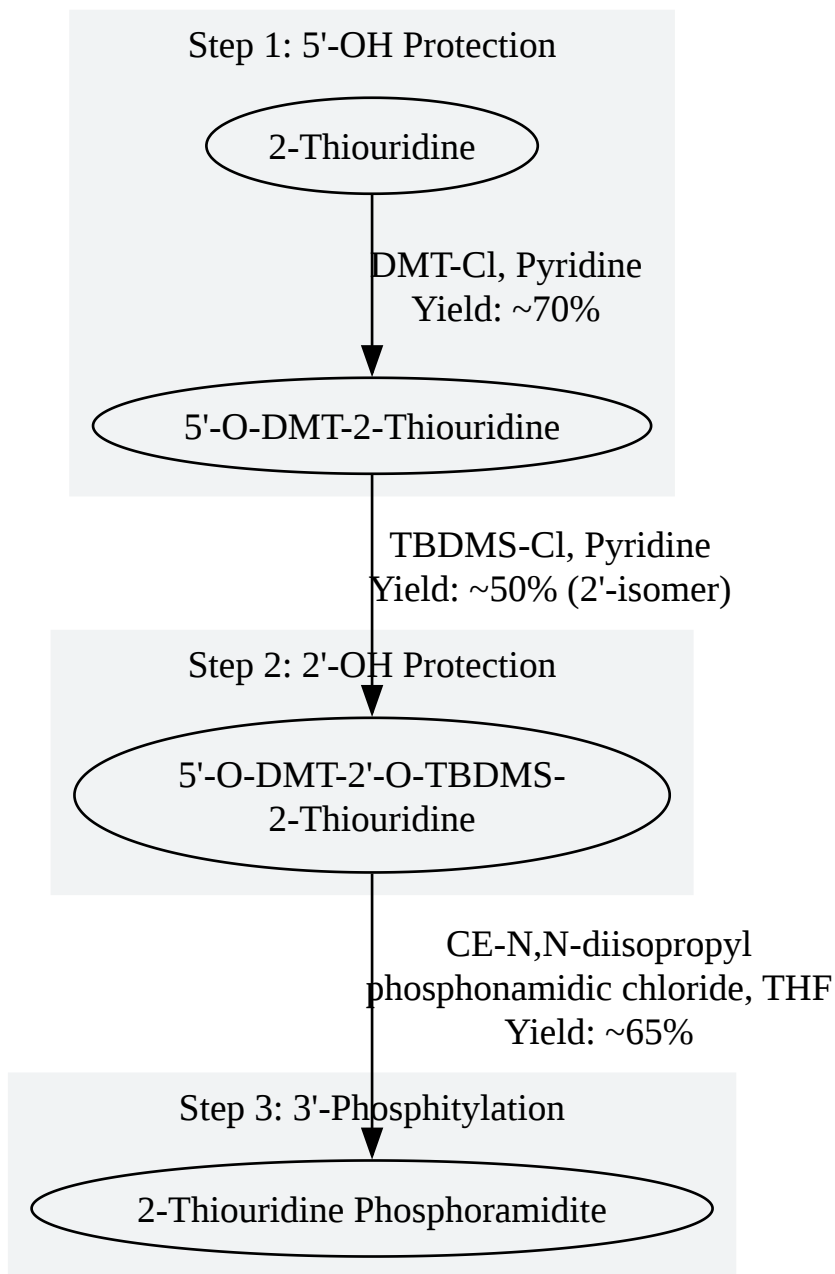 Step 1: 5'-OH Protection
2-Thiouridine
DMT-Cl, Pyridine
Yield: ~70%
5'-O-DMT-2-Thiouridine
TBDMS-Cl, Pyridine
Yield: ~50% (2'-isomer)
Step 2: 2'-OH Protection
5'-O-DMT-2'-O-TBDMS-
2-Thiouridine
CE-N,N-diisopropyl
phosphonamidic chloride, THF
Yield: ~65%
Step 3: 3'-Phosphitylation
2-Thiouridine Phosphoramidite